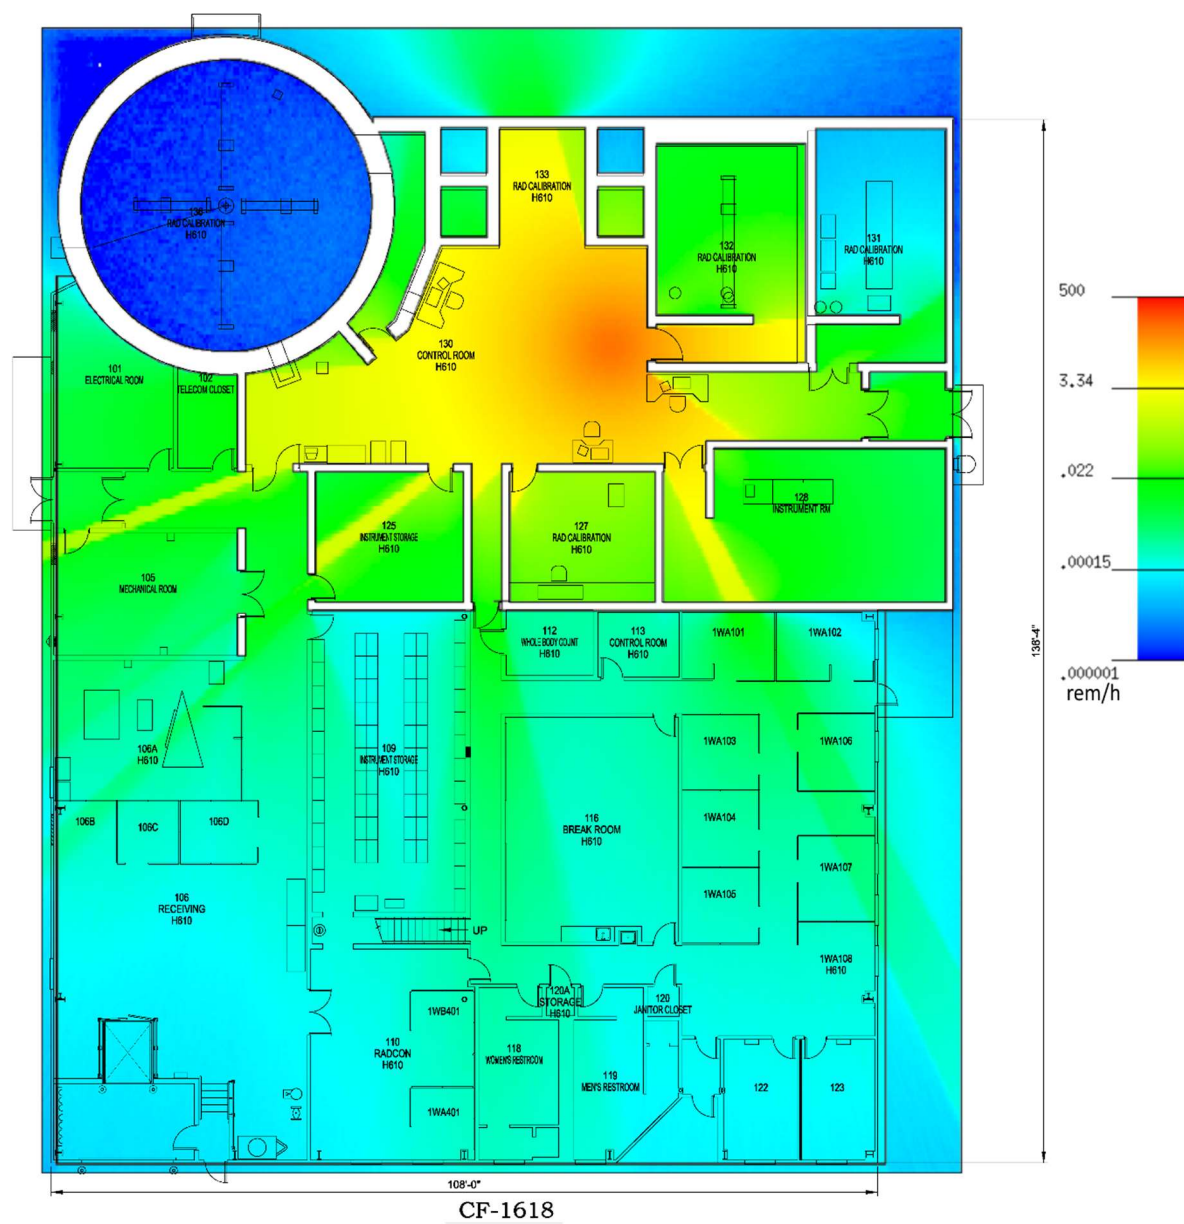 133
RAD CALIBRATION
H610
136
RAD CALIBRATION
H610
132
RAD CALIBRATION
H610
131
RAD CALIBRATION
H610
500
3.34
.022
.00015
.000001
rem/h
130
CONTROL ROOM
H610
101
ELECTRICAL ROOM
102
TELECOM CLOSET
128
INSTRUMENT RM
125
INSTRUMENT STORAGE
H610
127
RAD CALIBRATION
H610
105
MECHANICAL ROOM
112
WHOLE BODY COUNT
H610
113
CONTROL ROOM
H610
1WA101
1WA102
138'-4"
106A
H610
109
INSTRUMENT STORAGE
H610
1WA103
1WA106
106B
106C
106D
116
BREAK ROOM
H610
1WA104
1WA107
1WA105
106
RECEIVING
H610
UP
1WA108
H610
120A
STORAGE
H610
120
JANITOR CLOSET
110
RADCON
H610
1WB401
1WA401
118
WOMEN'S RESTROOM
119
MEN'S RESTROOM
122
123
108'-0"
CF-1618